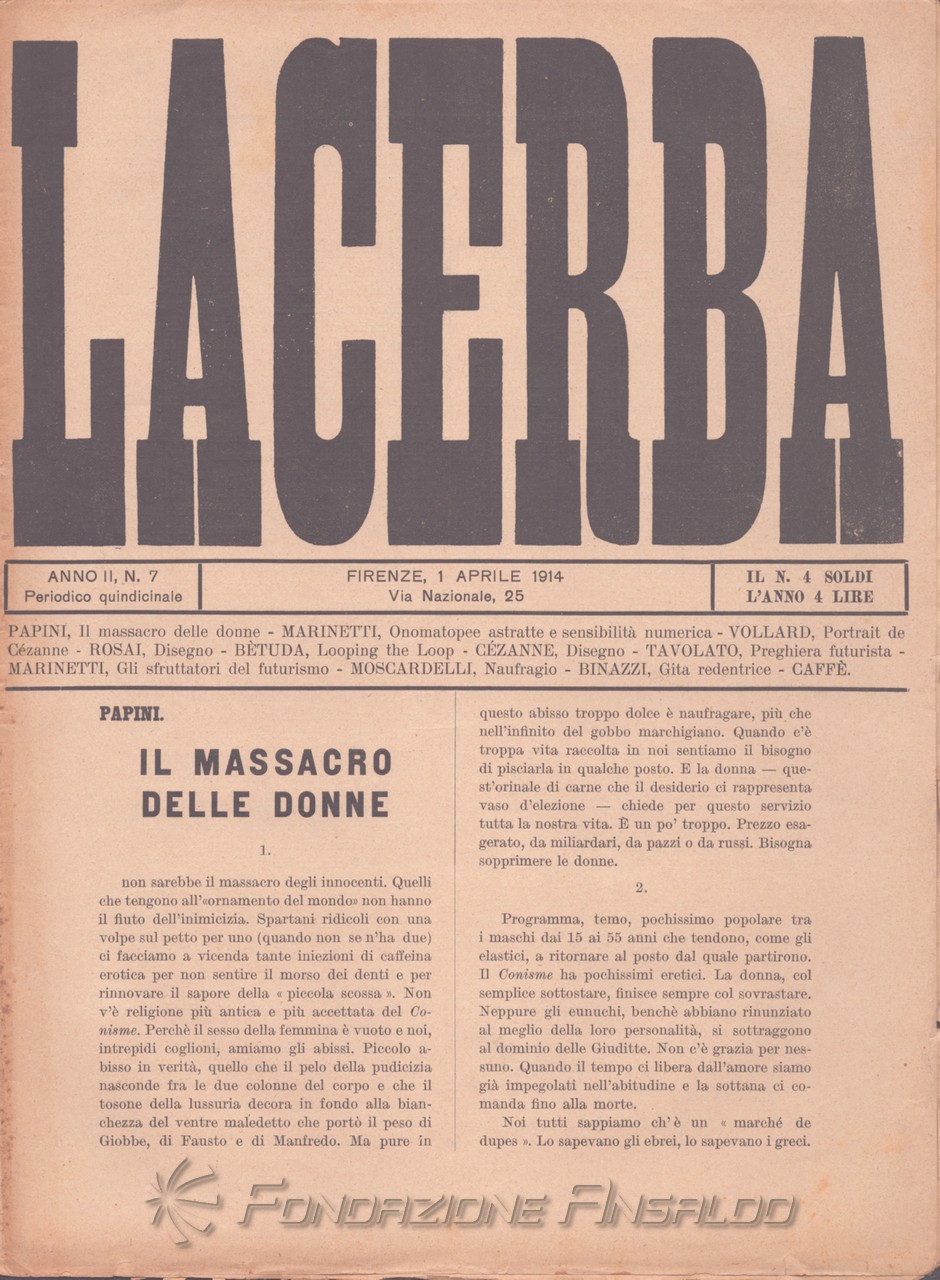 LACERBA
ANNO II, N. 7
Periodico quindicinale
FIRENZE, 1 APRILE 1914
Via Nazionale, 25
IL N. 4 SOLDI
L'ANNO 4 LIRE
PAPINI, Il massacro delle donne - MARINETTI, Onomatopee astratte e sensibilità numerica - VOLLARD, Portrait de
Cézanne - ROSAI, Disegno - BÈTUDA, Looping the Loop - CÉZANNE, Disegno - TAVOLATO, Preghiera futurista -
MARINETTI, Gli sfruttatori del futurismo - MOSCARDELLI, Naufragio - BINAZZI, Gita redentrice - CAFFÈ.
PAPINI.
IL MASSACRO
DELLE DONNE
1.
non sarebbe il massacro degli innocenti. Quelli
che tengono all'«ornamento del mondo» non hanno
il fiuto dell'inimicizia. Spartani ridicoli con una
volpe sul petto per uno (quando non se n'ha due)
ci facciamo a vicenda tante iniezioni di caffeina
erotica per non sentire il morso dei denti e per
rinnovare il sapore della « piccola scossa ». Non
v'è religione più antica e più accettata del Co-
nisme. Perchè il sesso della femmina è vuoto e noi,
intrepidi coglioni, amiamo gli abissi. Piccolo a-
bisso in verità, quello che il pelo della pudicizia
nasconde fra le due colonne del corpo e che il
tosone della lussuria decora in fondo alla bian-
chezza del ventre maledetto che portò il peso di
Giobbe, di Fausto e di Manfredo. Ma pure in
questo abisso troppo dolce è naufragare, più che
nell'infinito del gobbo marchigiano. Quando c'è
troppa vita raccolta in noi sentiamo il bisogno
di pisciarla in qualche posto. E la donna — que-
st'orinale di carne che il desiderio ci rappresenta
vaso d'elezione — chiede per questo servizio
tutta la nostra vita. È un po' troppo. Prezzo esa-
gerato, da miliardari, da pazzi o da russi. Bisogna
sopprimere le donne.
2.
Programma, temo, pochissimo popolare tra
i maschi dai 15 ai 55 anni che tendono, come gli
elastici, a ritornare al posto dal quale partirono.
Il Conisme ha pochissimi eretici. La donna, col
semplice sottostare, finisce sempre col sovrastare.
Neppure gli eunuchi, benchè abbiano rinunziato
al meglio della loro personalità, si sottraggono
al dominio delle Giuditte. Non c'è grazia per nes-
suno. Quando il tempo ci libera dall'amore siamo
già impegolati nell'abitudine e la sottana ci co-
manda fino alla morte.
Noi tutti sappiamo ch'è un « marché de
dupes ». Lo sapevano gli ebrei, lo sapevano i greci.
FONDAZIONE ANSALDO